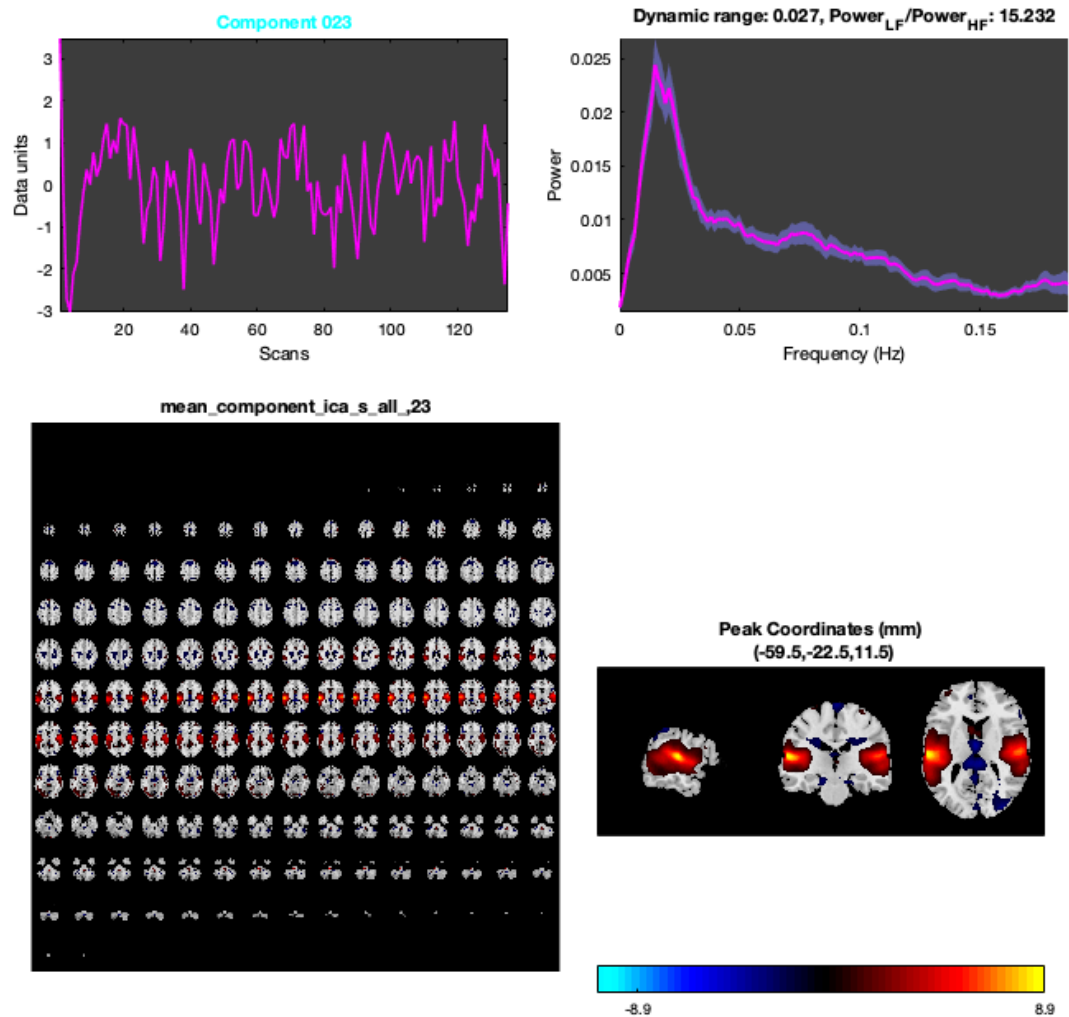 Component 023
3
2
1
0
-1
-2
-3
Data units
20 40 60 80 100 120
Scans
Dynamic range: 0.027, Power_LF/Power_HF: 15.232
0.025
0.02
0.015
0.01
0.005
Power
0 0.05 0.1 0.15
Frequency (Hz)
mean_component_ica_s_all_,23
Peak Coordinates (mm)
(-59.5,-22.5,11.5)
-8.9 8.9